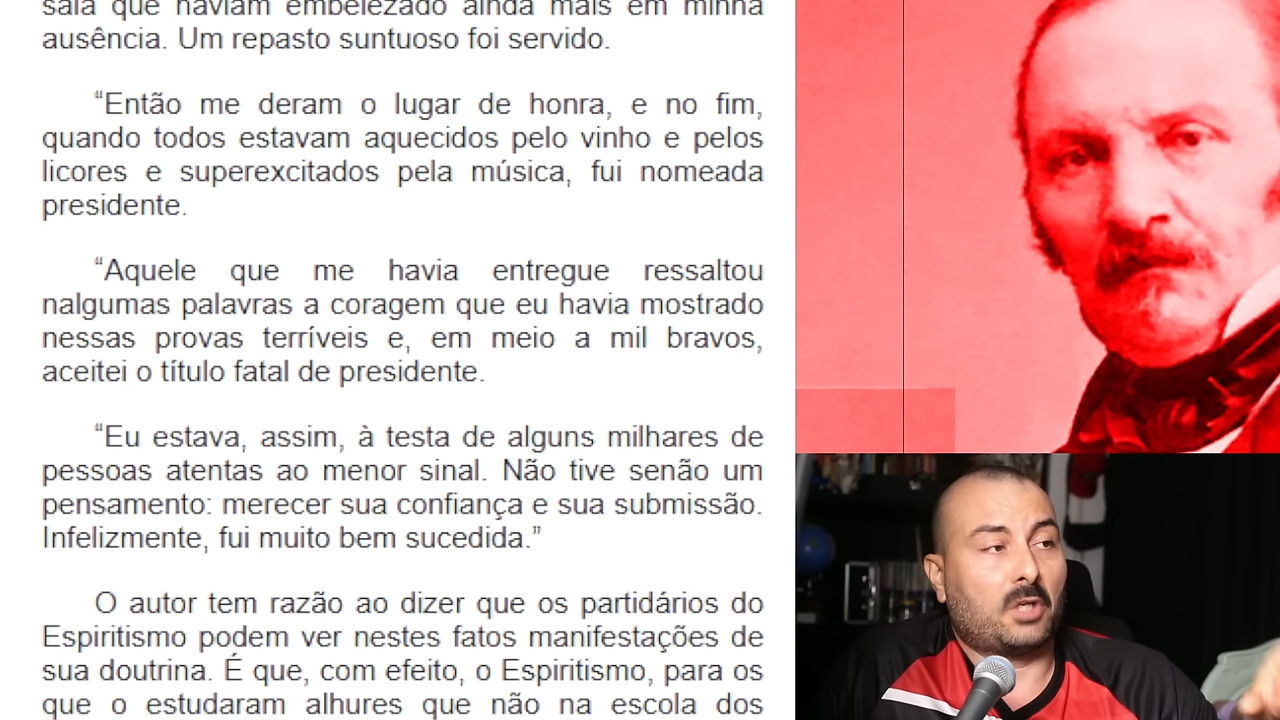 sala que haviam embelezado ainda mais em minha
ausência. Um repasto suntuoso foi servido.
“Então me deram o lugar de honra, e no fim,
quando todos estavam aquecidos pelo vinho e pelos
licores e superexcitados pela música, fui nomeada
presidente.
“Aquele que me havia entregue ressaltou
nalgumas palavras a coragem que eu havia mostrado
nessas provas terríveis e, em meio a mil bravos,
aceitei o título fatal de presidente.
“Eu estava, assim, à testa de alguns milhares de
pessoas atentas ao menor sinal. Não tive senão um
pensamento: merecer sua confiança e sua submissão.
Infelizmente, fui muito bem sucedida.”
O autor tem razão ao dizer que os partidários do
Espiritismo podem ver nestes fatos manifestações de
sua doutrina. É que, com efeito, o Espiritismo, para os
que o estudaram alhures que não na escola dos